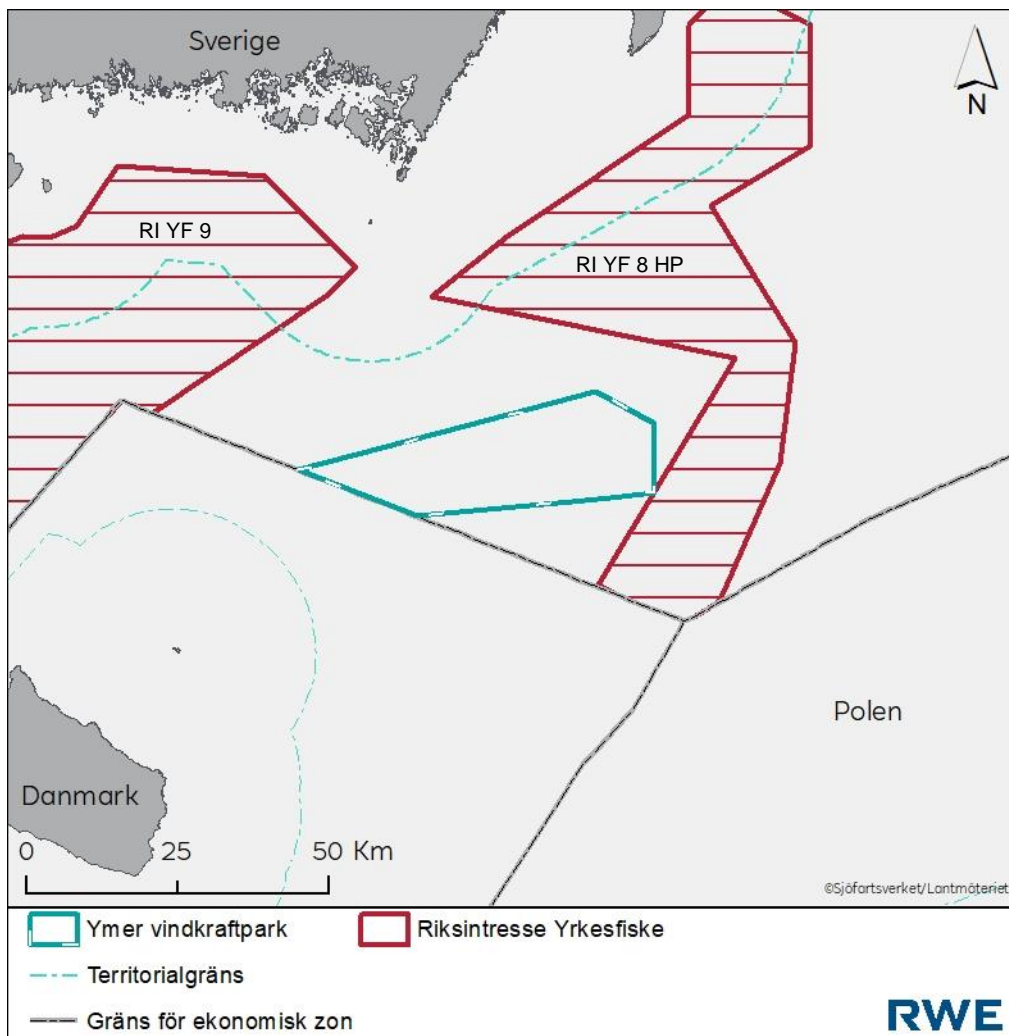 Sverige
N
RI YF 9
RI YF 8 HP
Polen
Danmark
0 25 50 Km
©Sjöfartsverket/Lantmäteriet
Ymer vindkraftpark
Riksintresse Yrkesfiske
Territorialgräns
Gräns för ekonomisk zon
RWE